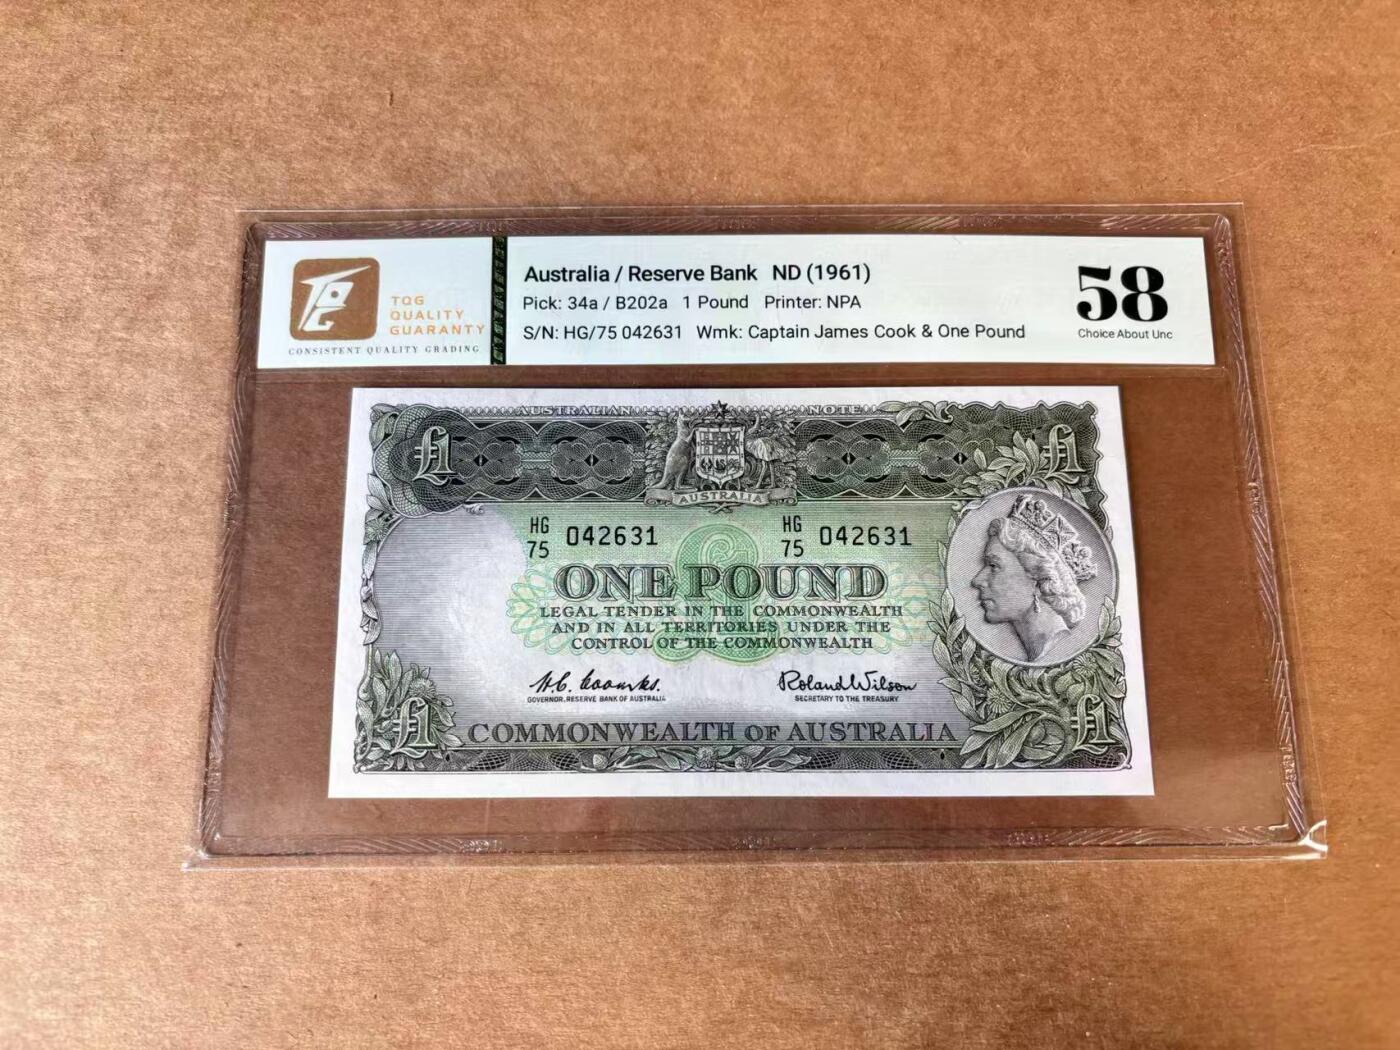 TQG
QUALITY
GUARANTY
CONSISTENT QUALITY GRADING
Australia / Reserve Bank ND (1961)
Pick: 34a / B202a 1 Pound Printer: NPA
S/N: HG/75 042631 Wmk: Captain James Cook & One Pound
58
Choice About Unc
AUSTRALIAN NOTE
£1 £1
AUSTRALIA
HG 75 042631 HG 75 042631
ONE POUND
LEGAL TENDER IN THE COMMONWEALTH
AND IN ALL TERRITORIES UNDER THE
CONTROL OF THE COMMONWEALTH
H.C. Coombs. Roland Wilson
GOVERNOR, RESERVE BANK OF AUSTRALIA SECRETARY TO THE TREASURY
£1 COMMONWEALTH OF AUSTRALIA £1